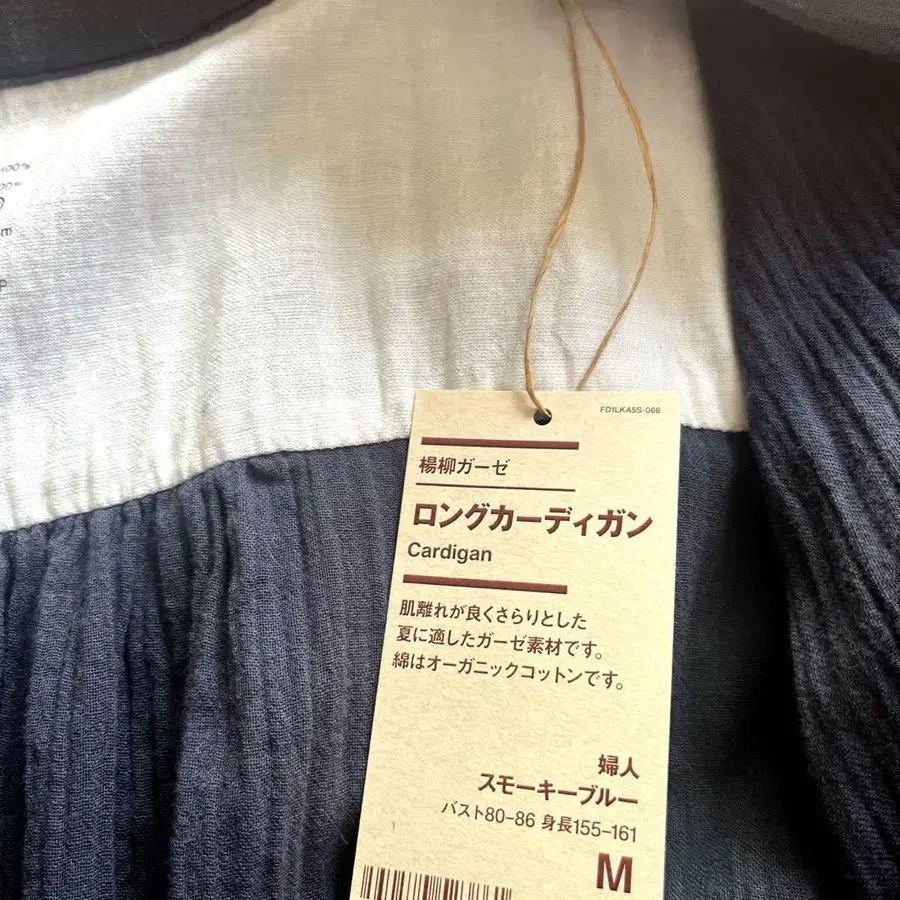 100%
FD1LKA5S-066
楊柳ガーゼ
ロングカーディガン
Cardigan
肌離れが良くさらりとした
夏に適したガーゼ素材です。
綿はオーガニックコットンです。
婦人
スモーキーブルー
バスト80-86 身長155-161
M